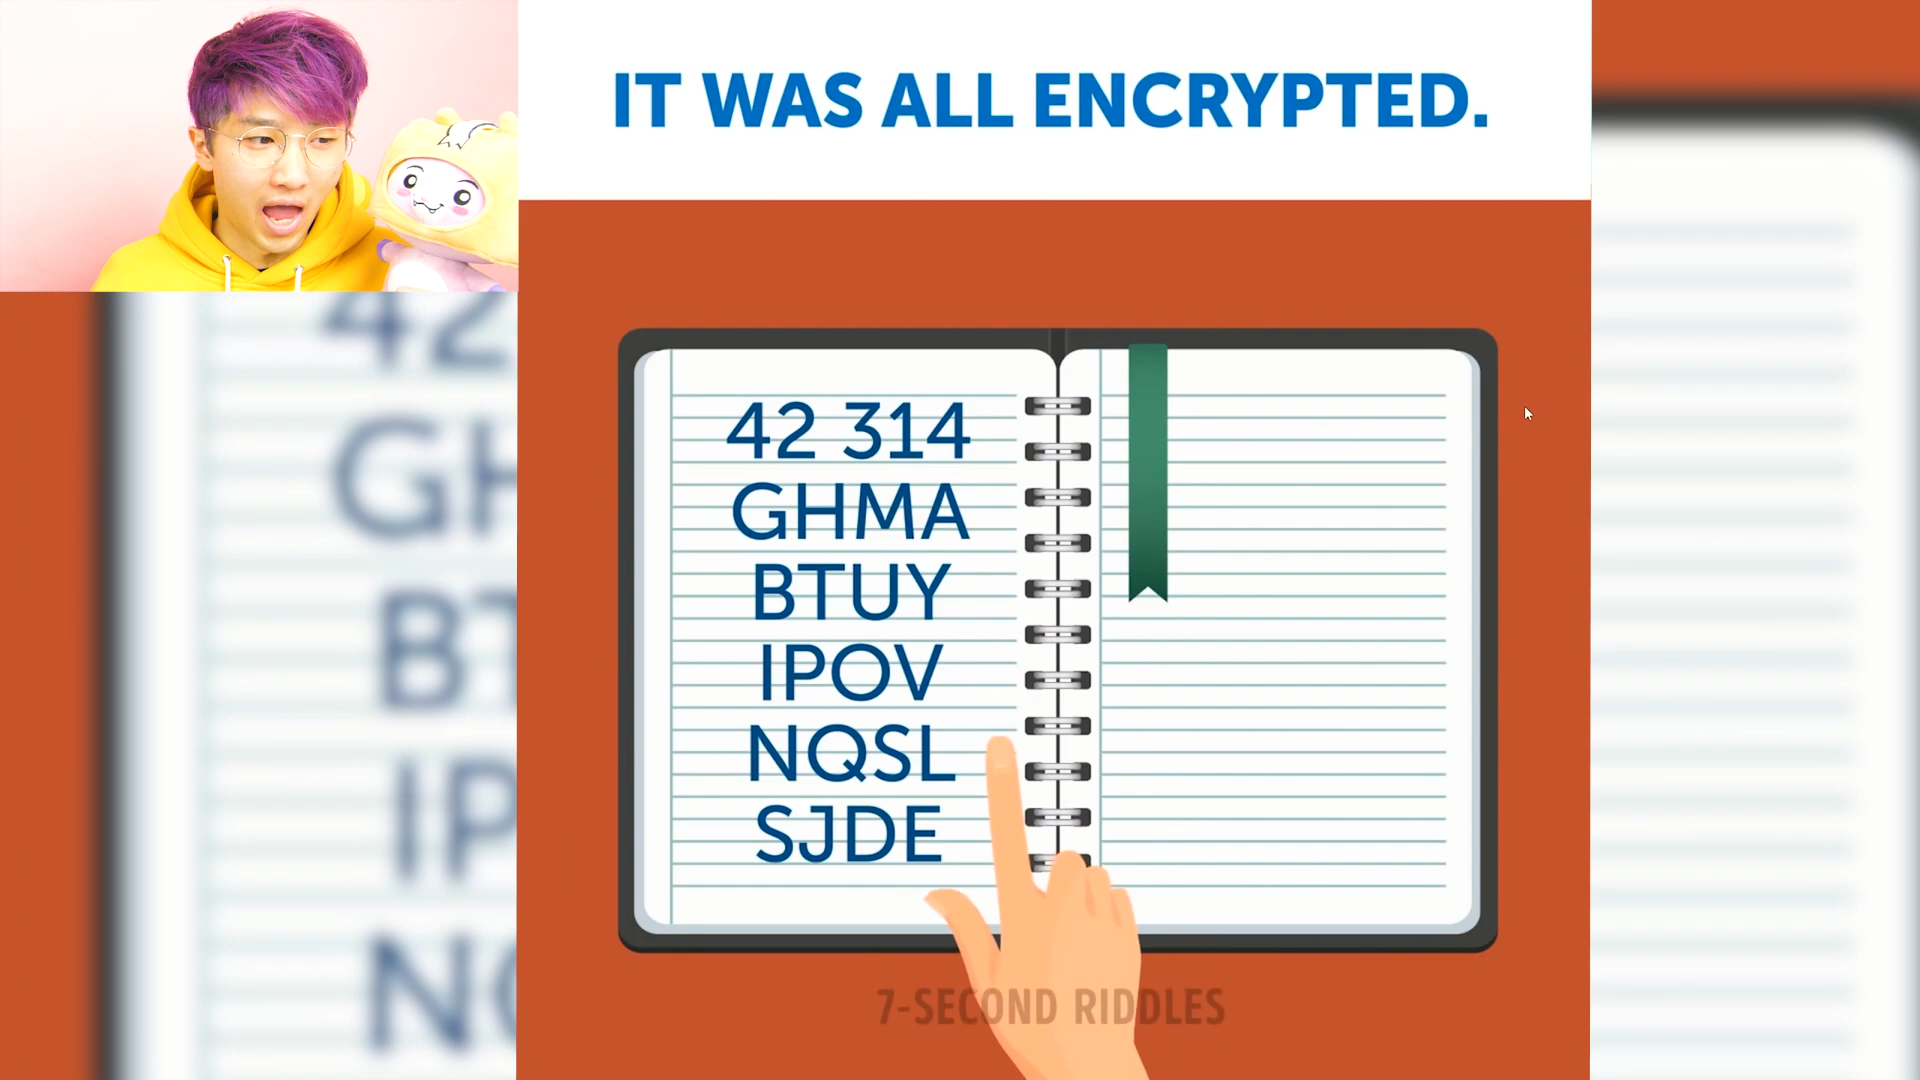 IT WAS ALL ENCRYPTED.
42 314
GHMA
BTUY
IPOV
NQSL
SJDE
7-SECOND RIDDLES